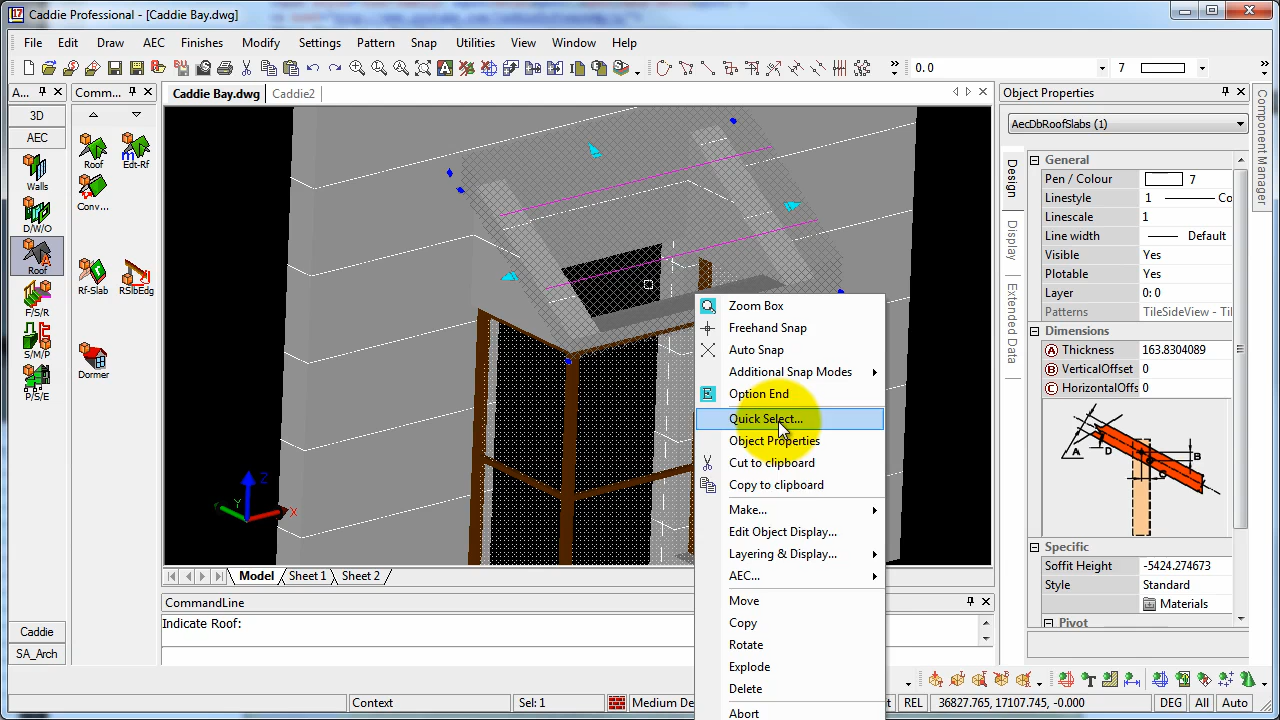 Caddie Professional - [Caddie Bay.dwg]
File Edit Draw AEC Finishes Modify Settings Pattern Snap Utilities View Window Help
0.0
7
A...
Comm...
Caddie Bay.dwg
Caddie2
Object Properties
3D
AEC
Walls
D/W/O
Roof
F/S/R
S/M/P
P/S/E
Caddie
SA_Arch
Roof
Edt-Rf
Conv...
Rf-Slab
RSlbEdg
Dormer
Z
Y
X
Zoom Box
Freehand Snap
Auto Snap
Additional Snap Modes
Option End
Quick Select...
Object Properties
Cut to clipboard
Copy to clipboard
Make...
Edit Object Display...
Layering & Display...
AEC...
Move
Copy
Rotate
Explode
Delete
Abort
AecDbRoofSlabs (1)
Design
Display
Extended Data
Component Manager
General
Pen / Colour 7
Linestyle 1 Co
Linescale 1
Line width Default
Visible Yes
Plotable Yes
Layer 0: 0
Patterns TileSideView - Til
Dimensions
A Thickness 163.8304089
B VerticalOffset 0
C HorizontalOffs 0
A
D
B
C
Specific
Soffit Height -5424.274673
Style Standard
Materials
Pivot
Model Sheet 1 Sheet 2
CommandLine
Indicate Roof:
Context
Sel: 1
Medium De
REL
36827.765, 17107.745, -0.000
DEG
All
Auto